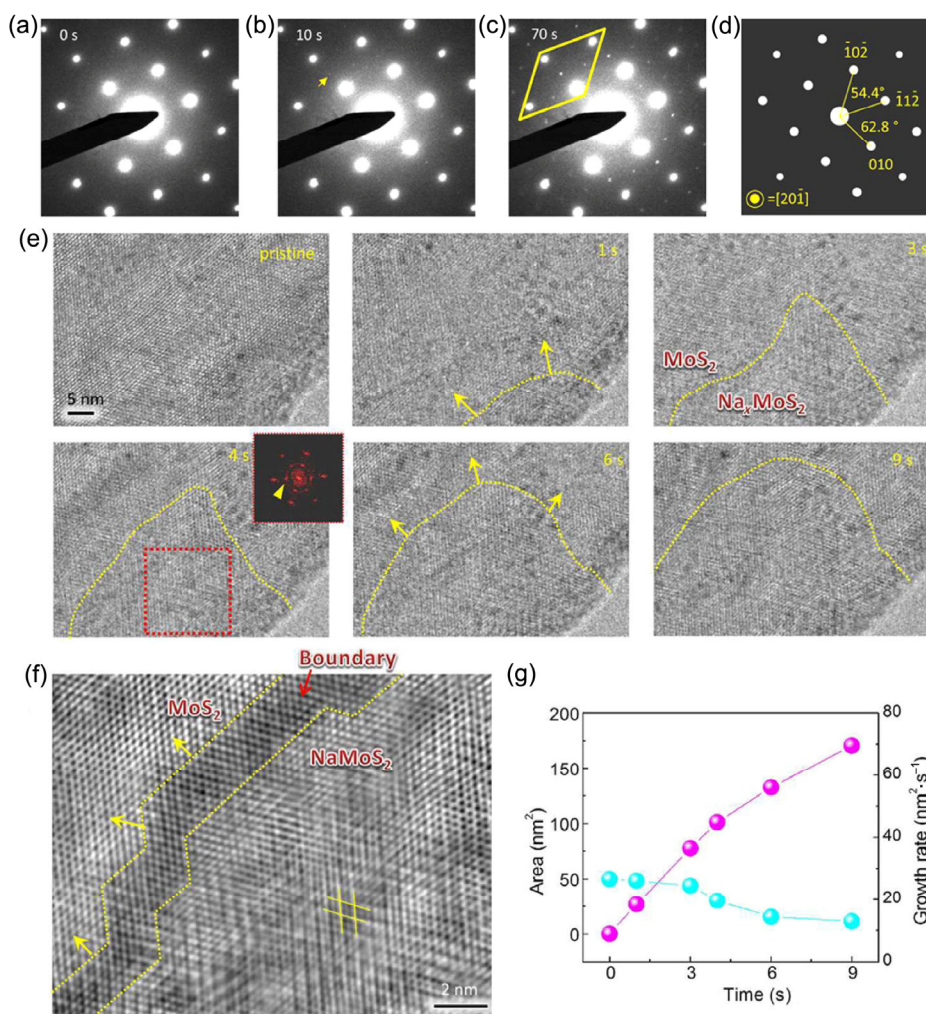 (a)
0 s
(b)
10 s
(c)
70 s
(d)
1̄02̄
54.4°
1̄12̄
62.8 °
010
=[201̄]
(e)
pristine
5 nm
1 s
3 s
MoS₂
NaₓMoS₂
4 s
6 s
9 s
(f)
Boundary
MoS₂
NaMoS₂
2 nm
(g)
200
150
100
50
0
Area (nm²)
80
60
40
20
0
Growth rate (nm²·s⁻¹)
0
3
6
9
Time (s)